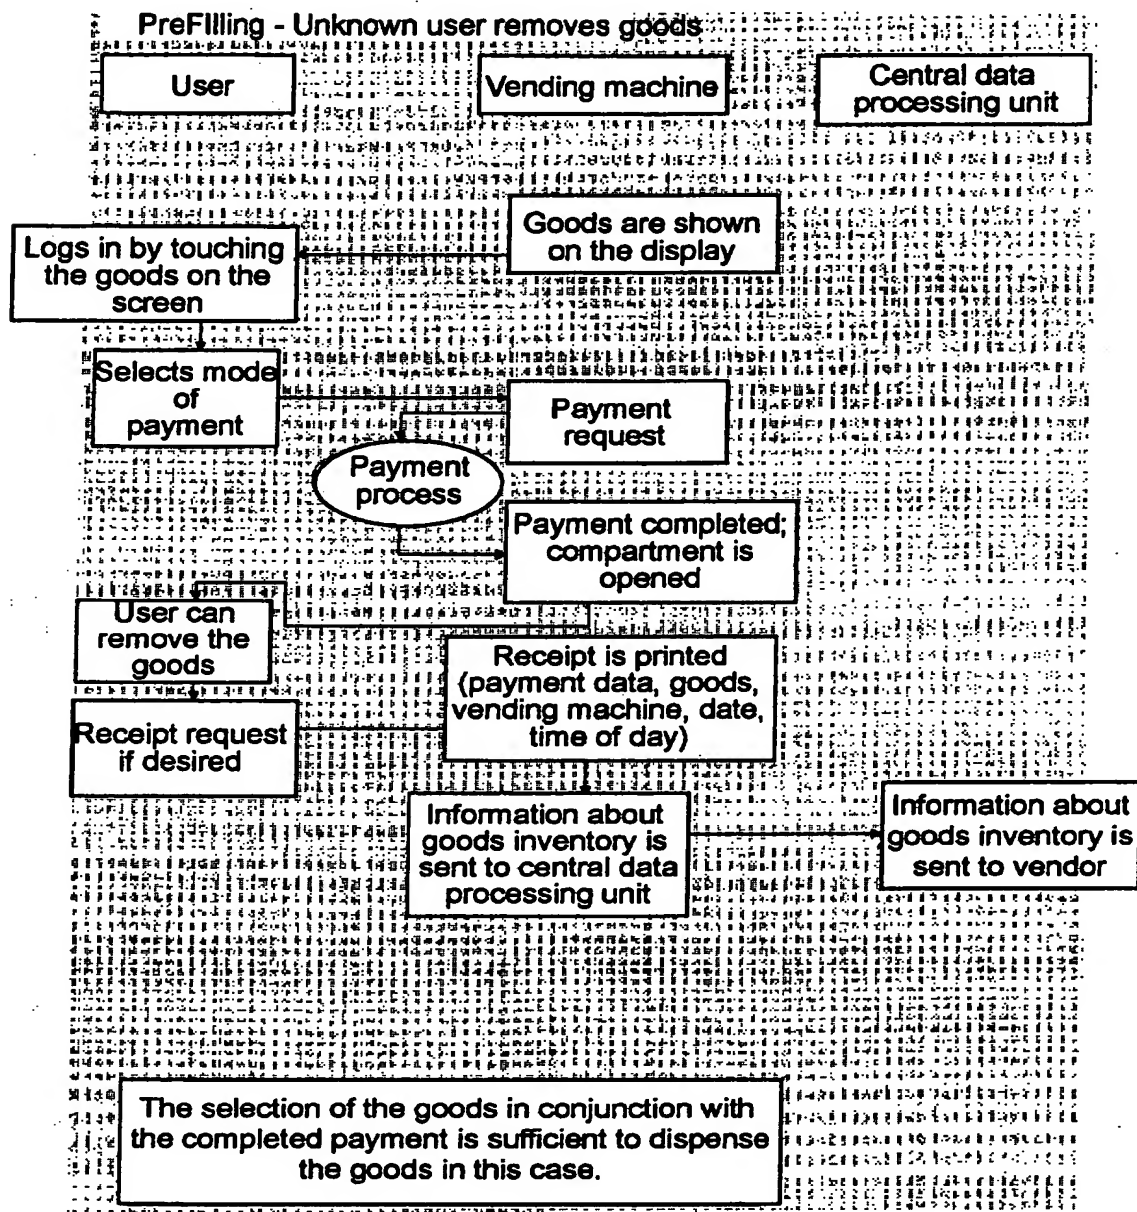 PreFIlling - Unknown user removes goods
User
Vending machine
Central data
processing unit
Goods are shown
on the display
Logs in by touching
the goods on the
screen
Selects mode
of
payment
Payment
request
Payment
process
Payment completed;
compartment is
opened
User can
remove the
goods
Receipt is printed
(payment data, goods,
vending machine, date,
time of day)
Receipt request
if desired
Information about
goods inventory is
sent to central data
processing unit
Information about
goods inventory is
sent to vendor
The selection of the goods in conjunction with
the completed payment is sufficient to dispense
the goods in this case.